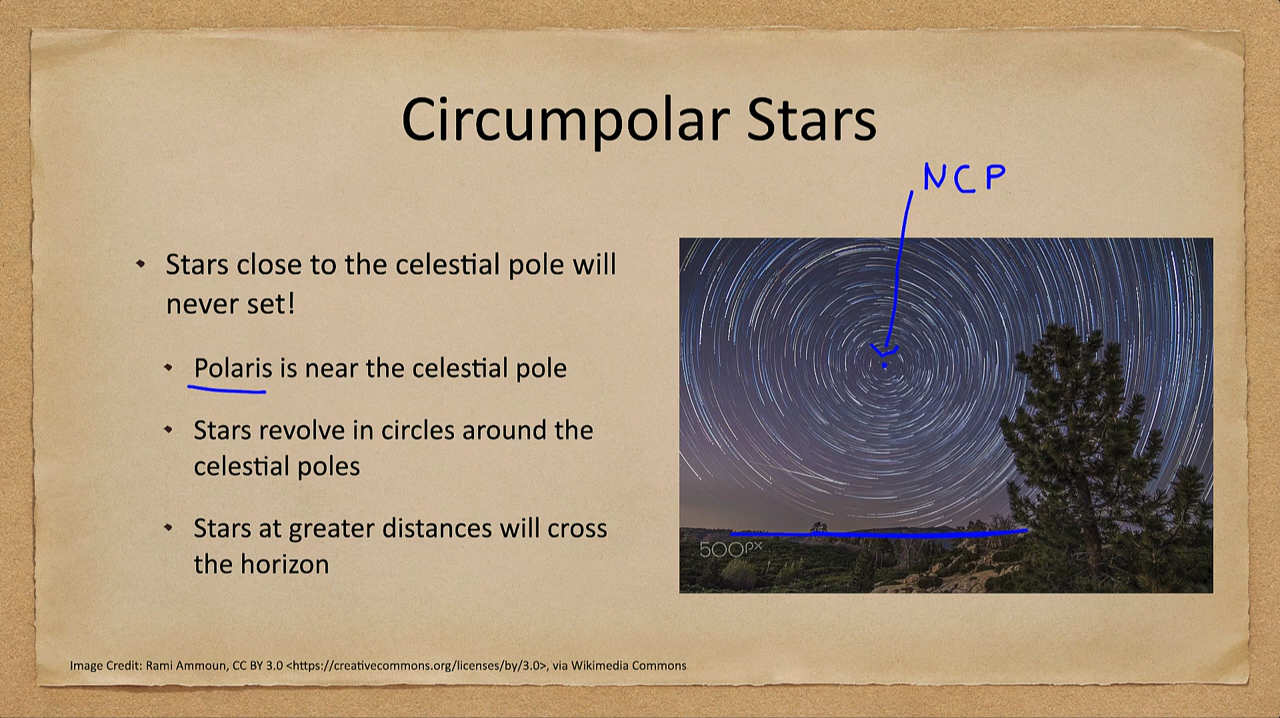 Circumpolar Stars
NCP
• Stars close to the celestial pole will
never set!
• Polaris is near the celestial pole
• Stars revolve in circles around the
celestial poles
• Stars at greater distances will cross
the horizon
500px
Image Credit: Rami Ammoun, CC BY 3.0 <https://creativecommons.org/licenses/by/3.0>, via Wikimedia Commons